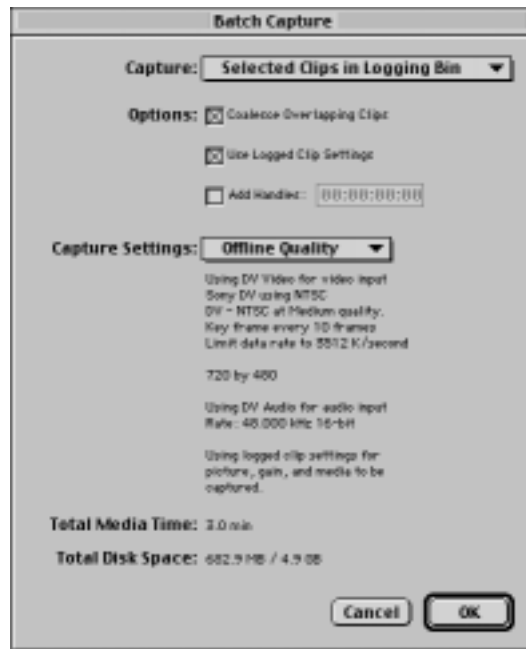 Batch Capture
Capture: Selected Clips in Logging Bin
Options: Coalesce Overlapping Clips
Use Logged Clip Settings
Add Handles: 00:00:00:00
Capture Settings: Offline Quality
Using DV Video for video input
Sony DV using NTSC
DV - NTSC at Medium quality.
Key frame every 10 frames
Limit data rate to 3512 K/second
720 by 480
Using DV Audio for audio input
Rate: 48.000 kHz 16-bit
Using logged clip settings for
picture, gain, and media to be
captured.
Total Media Time: 3.0 min
Total Disk Space: 682.9 MB / 4.9 GB
Cancel OK